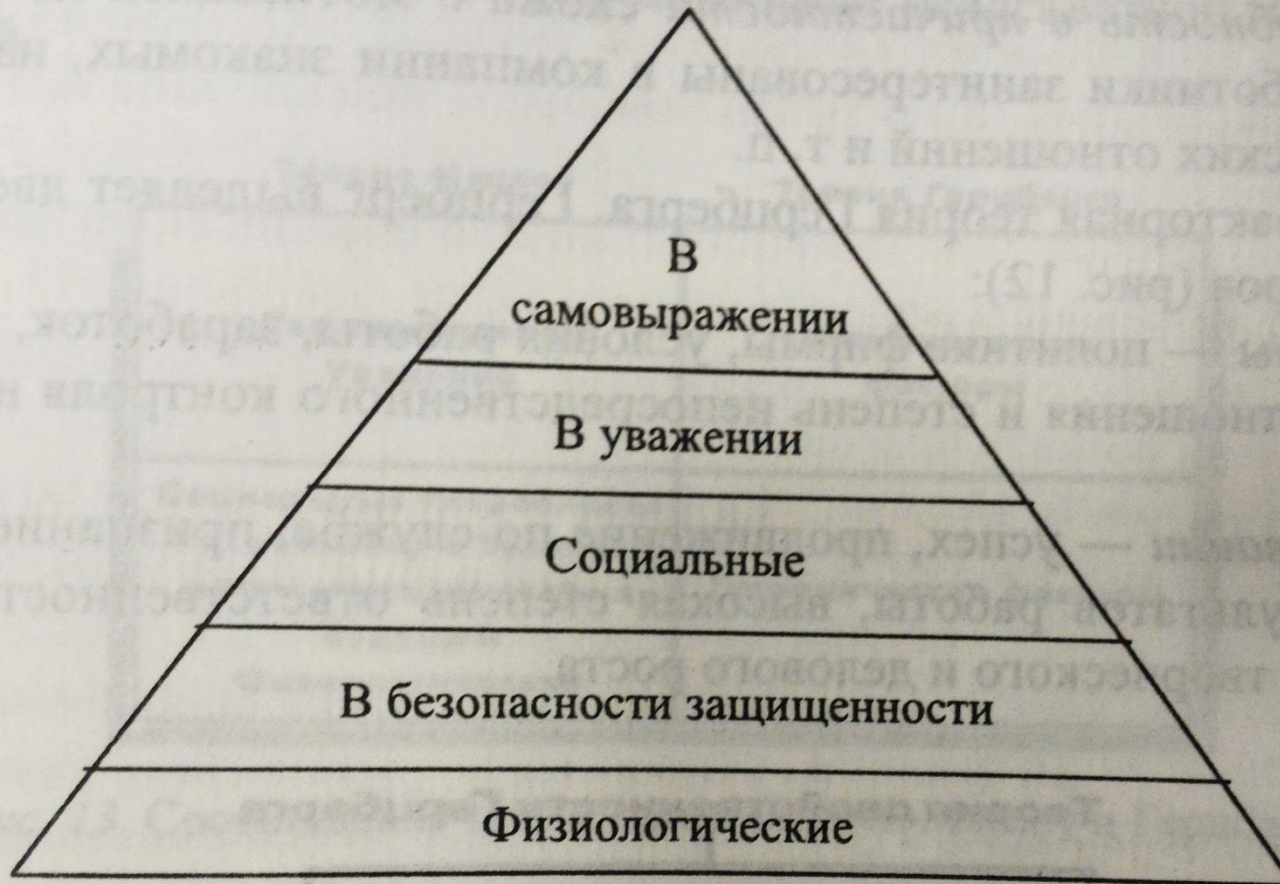 В
самовыражении
В уважении
Социальные
В безопасности защищенности
Физиологические